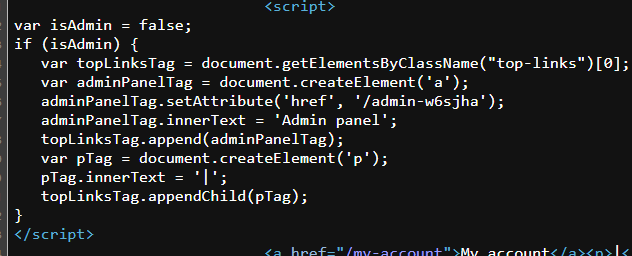 <script>
var isAdmin = false;
if (isAdmin) {
   var topLinksTag = document.getElementsByClassName("top-links")[0];
   var adminPanelTag = document.createElement('a');
   adminPanelTag.setAttribute('href', '/admin-w6sjha');
   adminPanelTag.innerText = 'Admin panel';
   topLinksTag.append(adminPanelTag);
   var pTag = document.createElement('p');
   pTag.innerText = '|';
   topLinksTag.appendChild(pTag);
}
</script>
<a href="/my-account">My account</a><p>|<